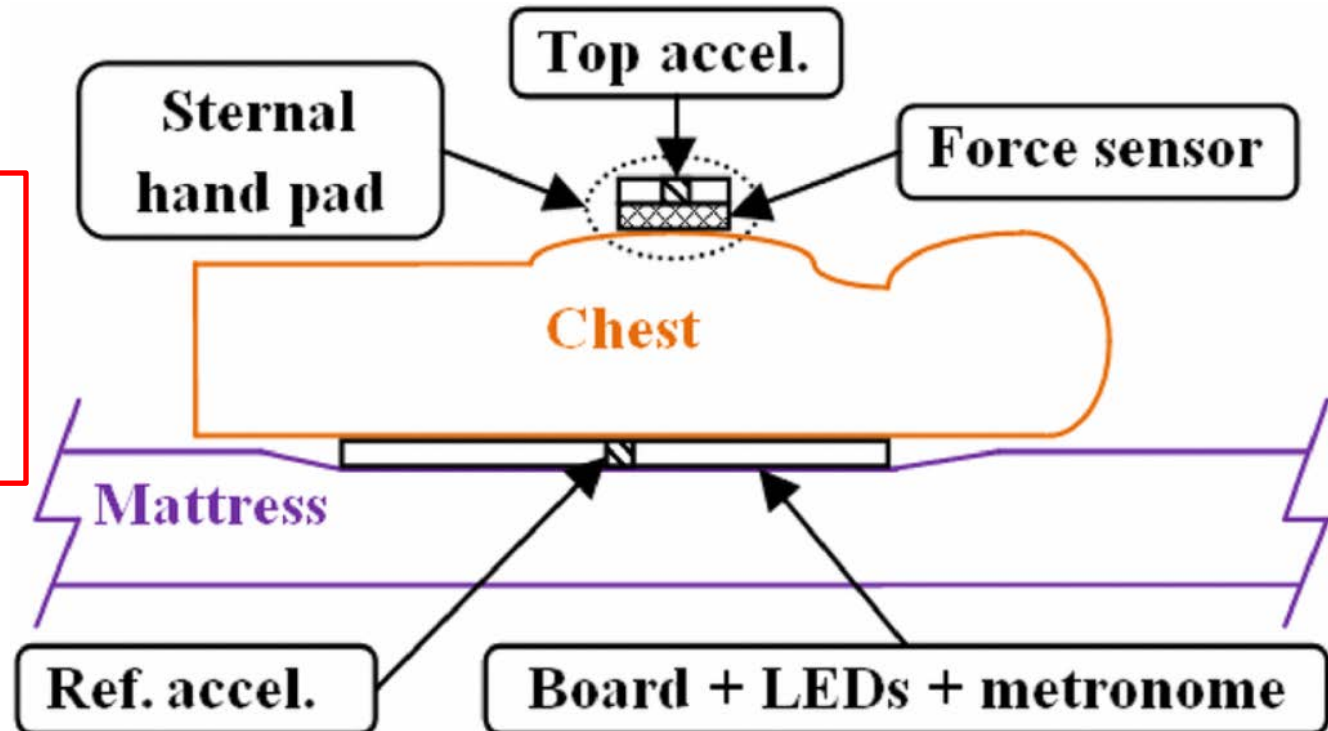 Top accel.
Sternal
hand pad
Force sensor
Chest
Mattress
Ref. accel.
Board + LEDs + metronome